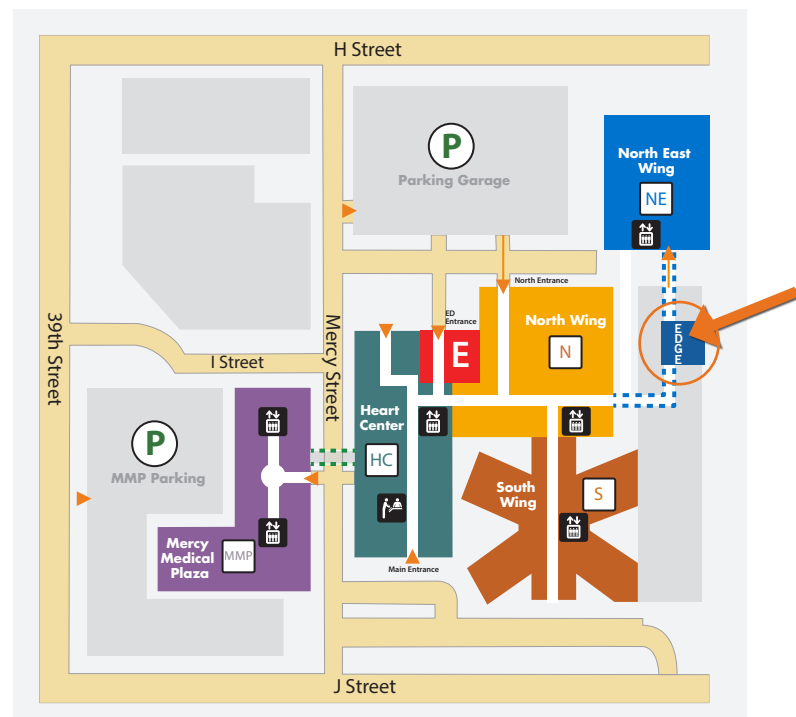 H Street
P
Parking Garage
North East
Wing
NE
North Entrance
ED
Entrance
E
North Wing
N
E
D
G
E
39th Street
Mercy Street
I Street
Heart
Center
HC
P
MMP Parking
South
Wing
S
Mercy
Medical
Plaza
MMP
Main Entrance
J Street